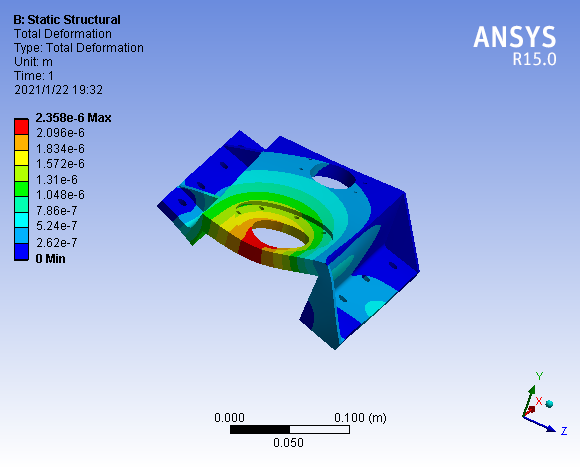 B: Static Structural
Total Deformation
Type: Total Deformation
Unit: m
Time: 1
2021/1/22 19:32
ANSYS
R15.0
2.358e-6 Max
2.096e-6
1.834e-6
1.572e-6
1.31e-6
1.048e-6
7.86e-7
5.24e-7
2.62e-7
0 Min
0.000
0.100 (m)
0.050
Y
X
Z